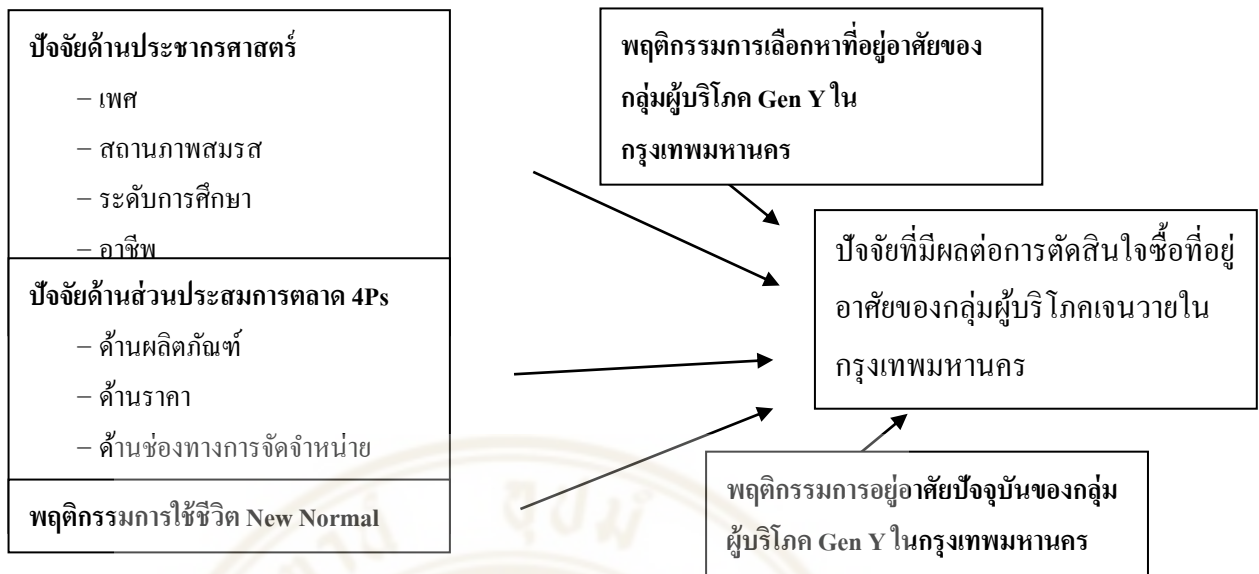 ปัจจัยด้านประชากรศาสตร์
– เพศ
– สถานภาพสมรส
– ระดับการศึกษา
– อาชีพ
ปัจจัยด้านส่วนประสมการตลาด 4Ps
– ด้านผลิตภัณฑ์
– ด้านราคา
– ด้านช่องทางการจัดจำหน่าย
พฤติกรรมการใช้ชีวิต New Normal
พฤติกรรมการเลือกหาที่อยู่อาศัยของ
กลุ่มผู้บริโภค Gen Y ใน
กรุงเทพมหานคร
ปัจจัยที่มีผลต่อการตัดสินใจซื้อที่อยู่
อาศัยของกลุ่มผู้บริโภคเจนวายใน
กรุงเทพมหานคร
พฤติกรรมการอยู่อาศัยปัจจุบันของกลุ่ม
ผู้บริโภค Gen Y ในกรุงเทพมหานคร